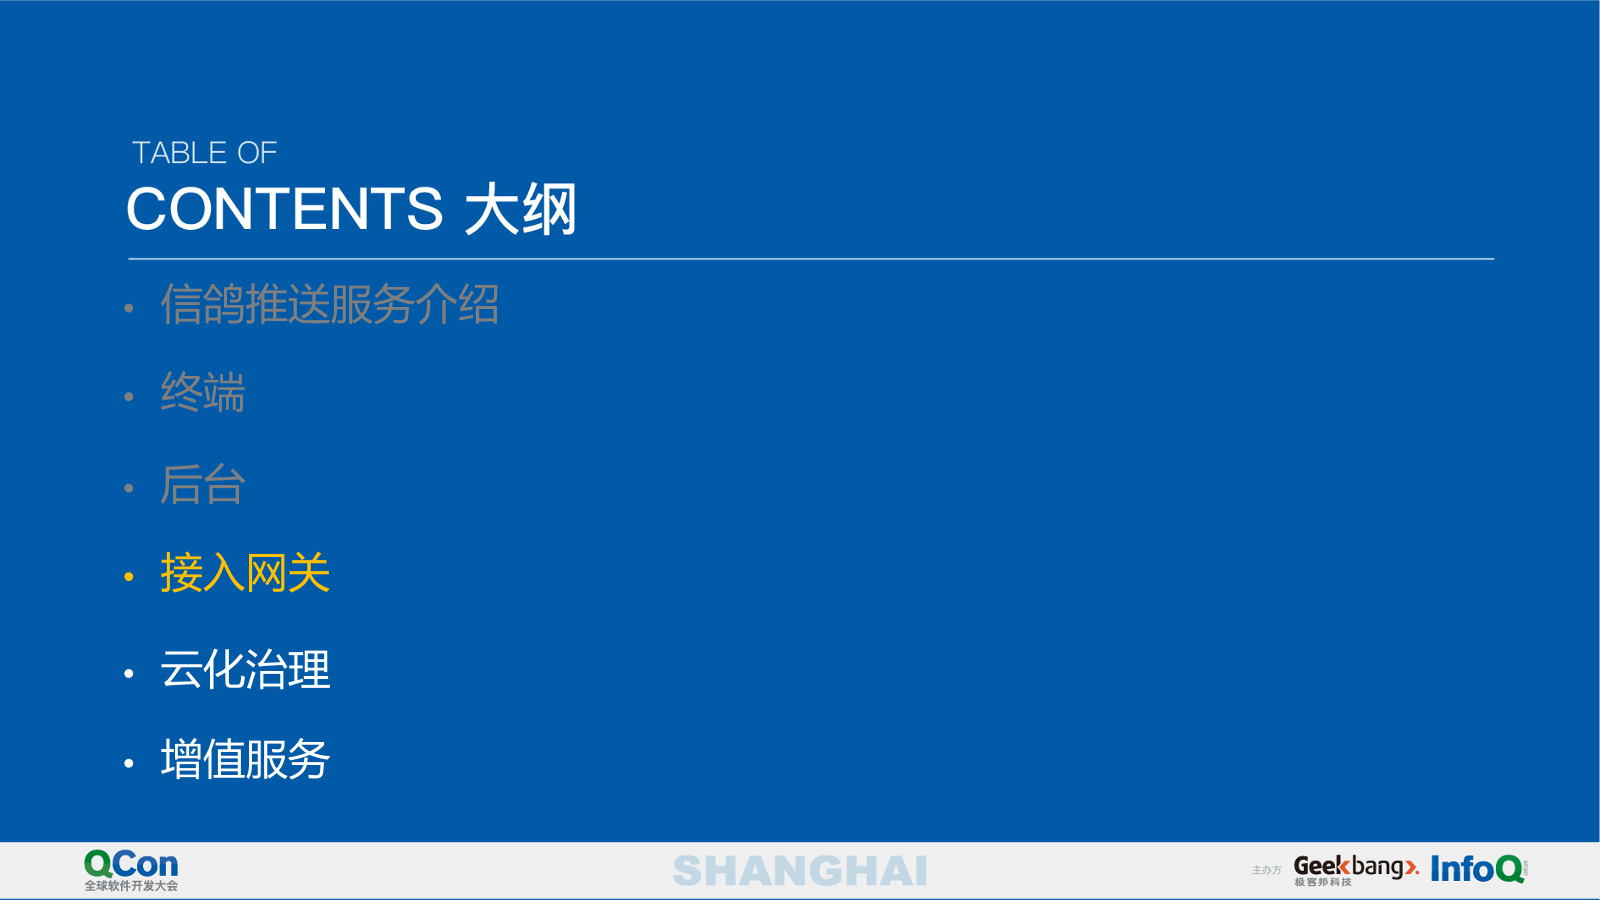 TABLE OF
CONTENTS 大纲
• 信鸽推送服务介绍
• 终端
• 后台
• 接入网关
• 云化治理
• 增值服务
QCon
全球软件开发大会
SHANGHAI
主办方
Geekbang>.
极客邦科技
InfoQ